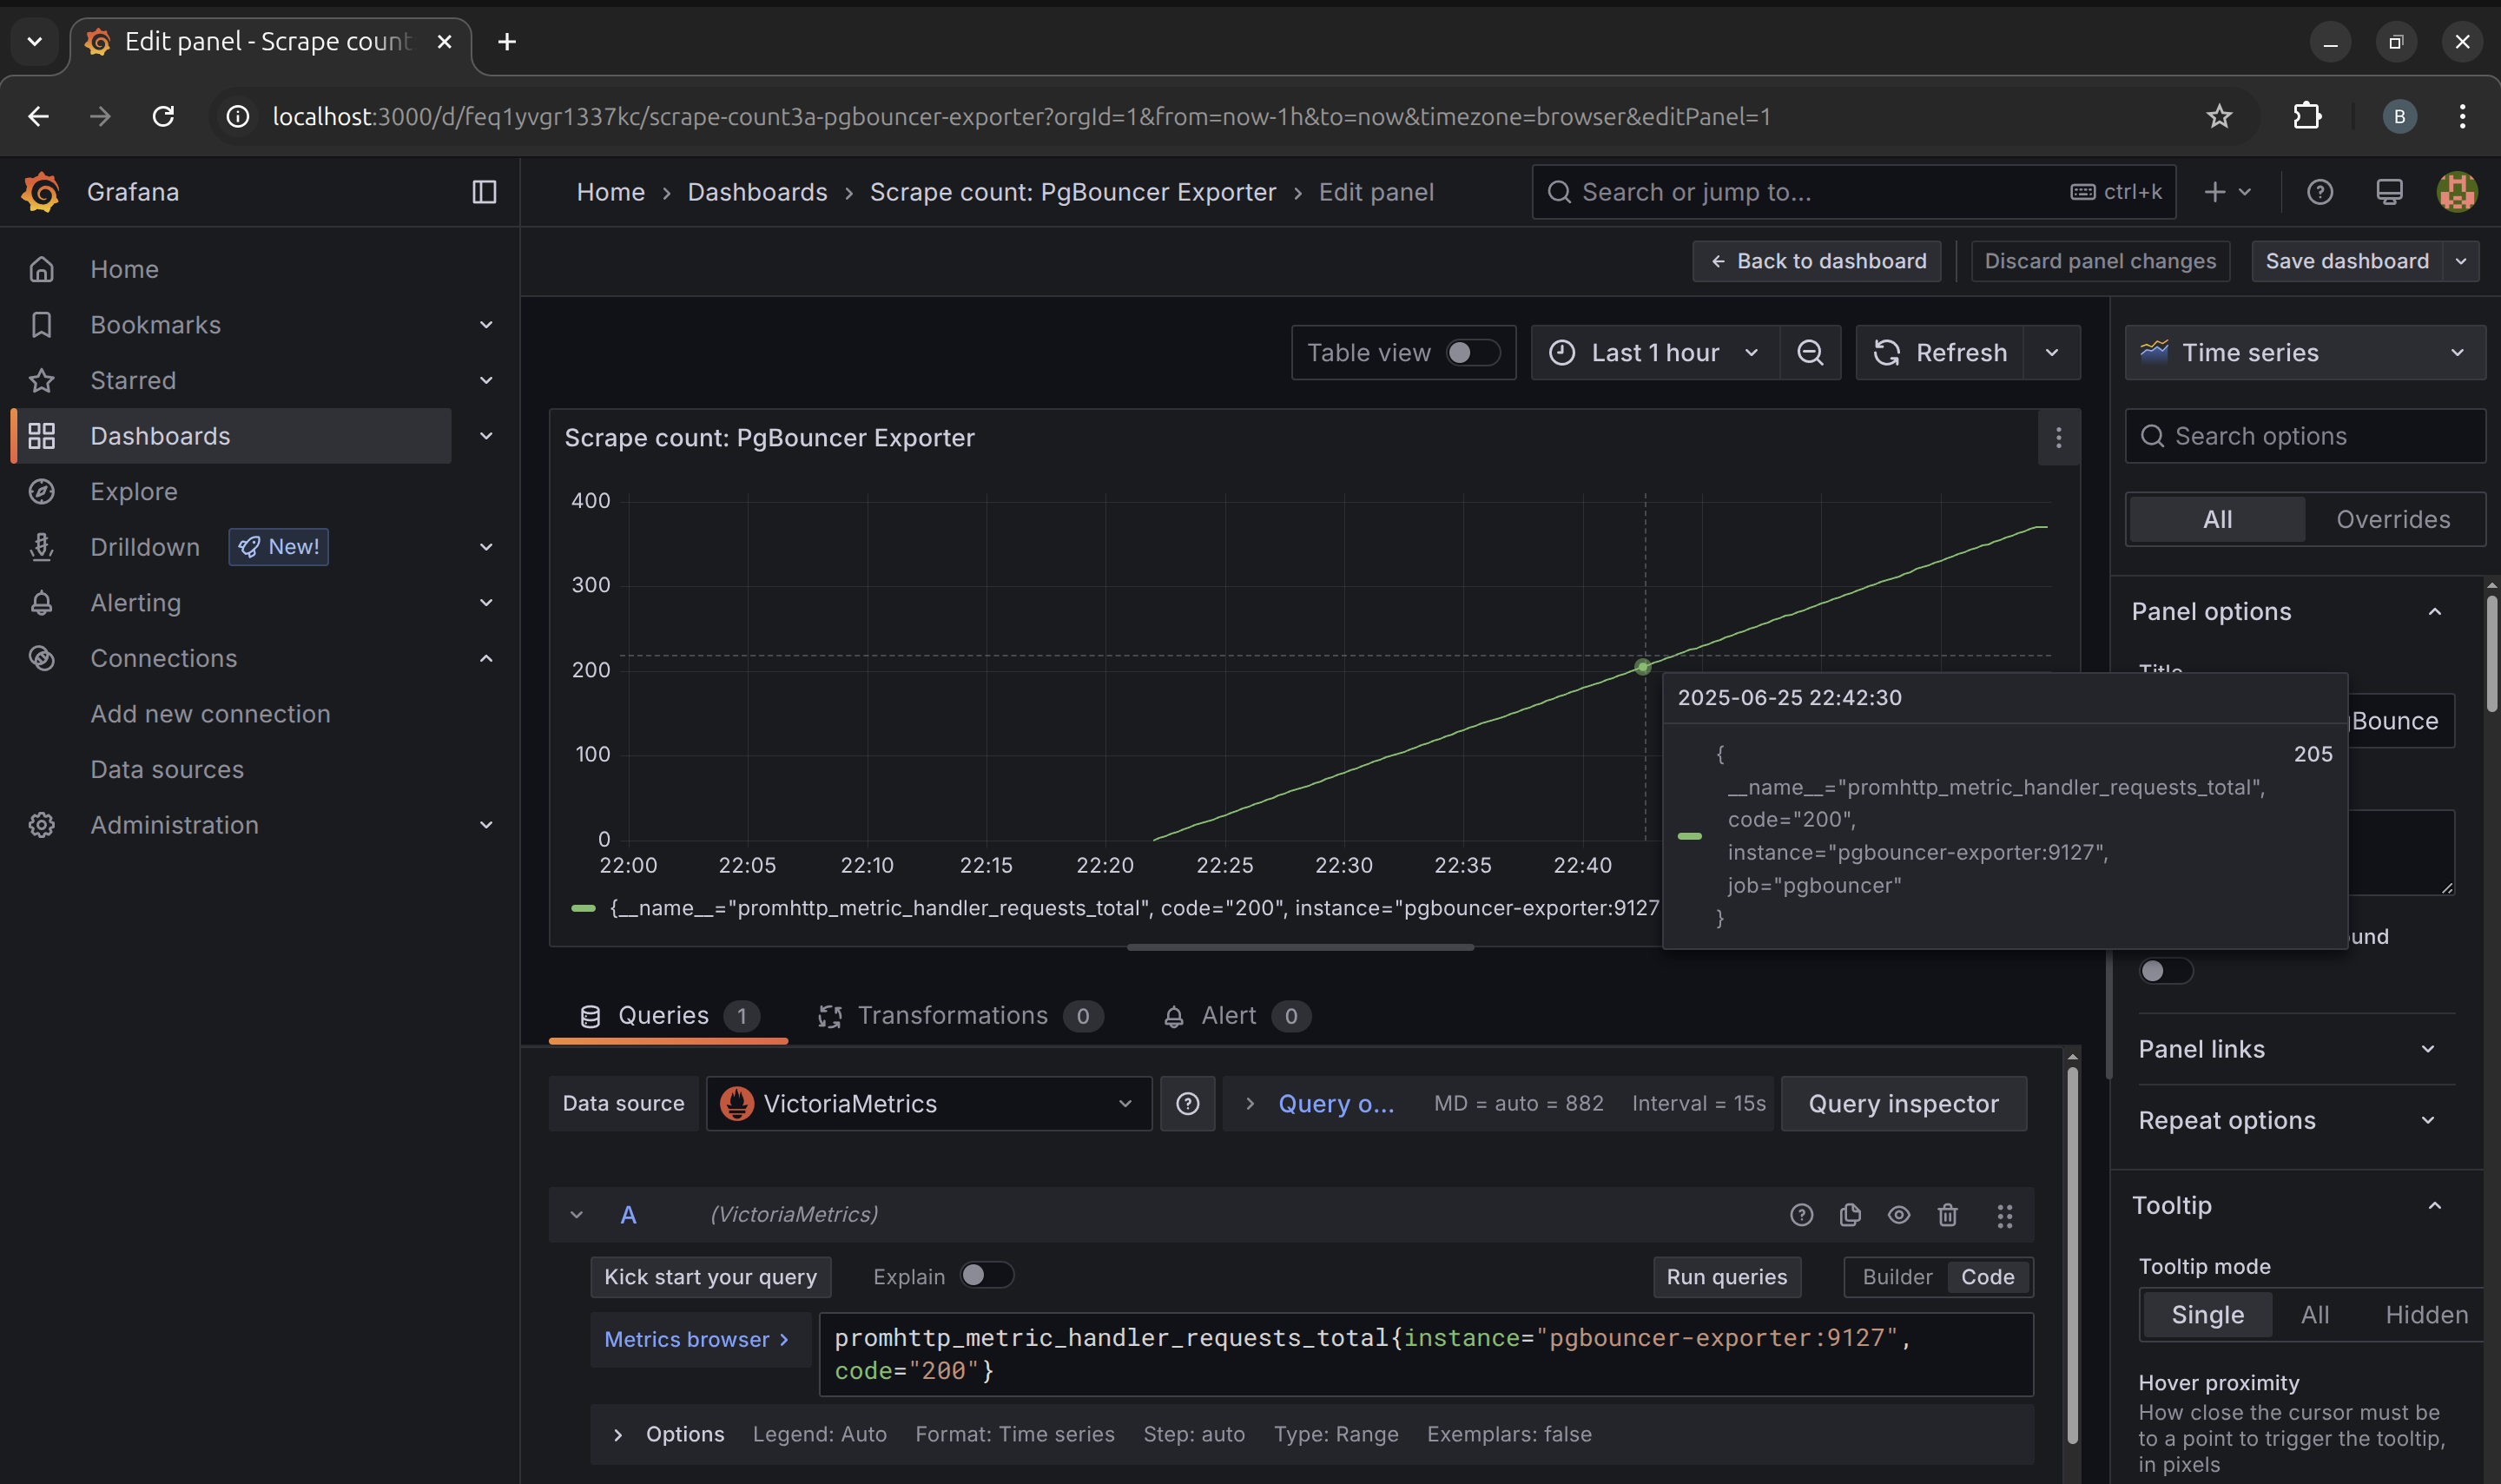 Edit panel - Scrape count
localhost:3000/d/feq1yvgr1337kc/scrape-count3a-pgbouncer-exporter?orgId=1&from=now-1h&to=now&timezone=browser&editPanel=1
B
Grafana
Home › Dashboards › Scrape count: PgBouncer Exporter › Edit panel
Search or jump to...
ctrl+k
Back to dashboard
Discard panel changes
Save dashboard
Home
Bookmarks
Starred
Dashboards
Explore
Drilldown
New!
Alerting
Connections
Add new connection
Data sources
Administration
Table view
Last 1 hour
Refresh
Scrape count: PgBouncer Exporter
400
300
200
100
0
22:00 22:05 22:10 22:15 22:20 22:25 22:30 22:35 22:40
{__name__="promhttp_metric_handler_requests_total", code="200", instance="pgbouncer-exporter:9127
2025-06-25 22:42:30
{ 205
__name__="promhttp_metric_handler_requests_total",
code="200",
instance="pgbouncer-exporter:9127",
job="pgbouncer"
}
Queries 1
Transformations 0
Alert 0
Data source
VictoriaMetrics
Query o...
MD = auto = 882
Interval = 15s
Query inspector
A
(VictoriaMetrics)
Kick start your query
Explain
Run queries
Builder
Code
Metrics browser
promhttp_metric_handler_requests_total{instance="pgbouncer-exporter:9127",
code="200"}
Options
Legend: Auto
Format: Time series
Step: auto
Type: Range
Exemplars: false
Time series
Search options
All
Overrides
Panel options
Title
Bounce
und
Panel links
Repeat options
Tooltip
Tooltip mode
Single
All
Hidden
Hover proximity
How close the cursor must be
to a point to trigger the tooltip,
in pixels